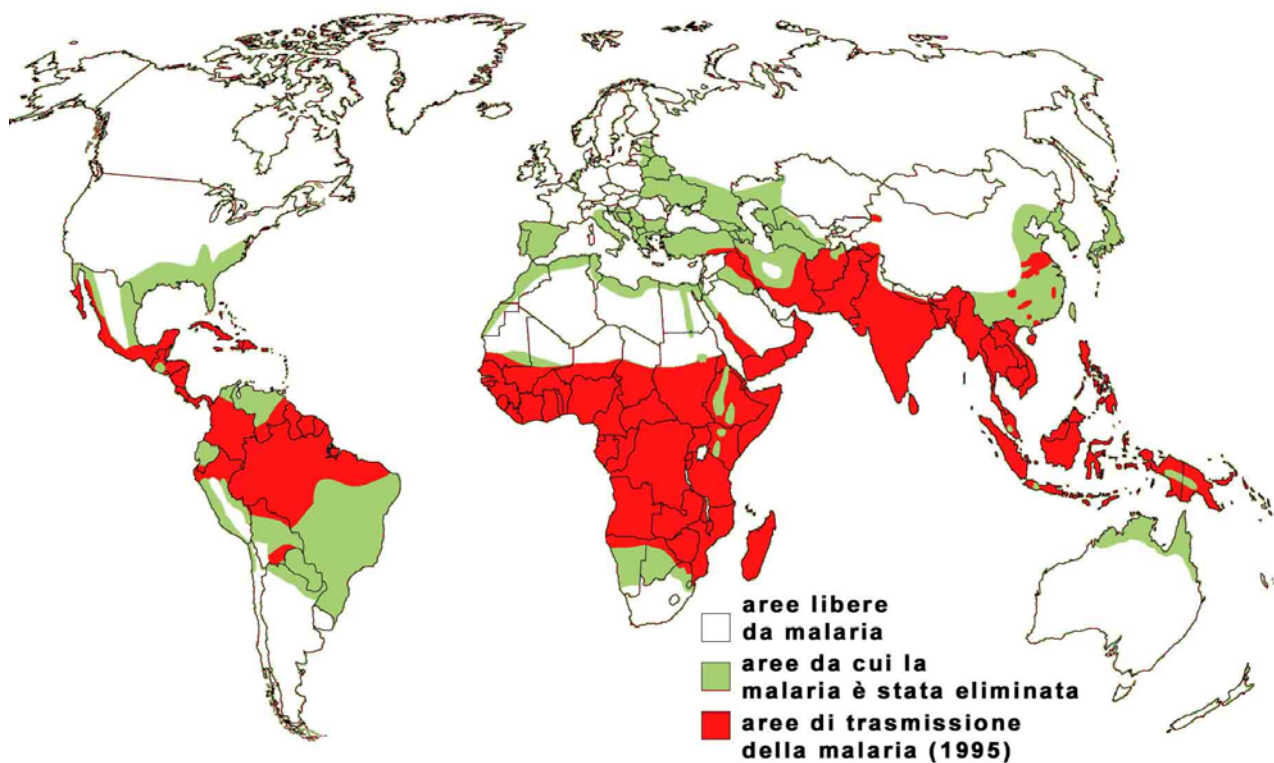 aree libere
da malaria
aree da cui la
malaria è stata eliminata
aree di trasmissione
della malaria (1995)